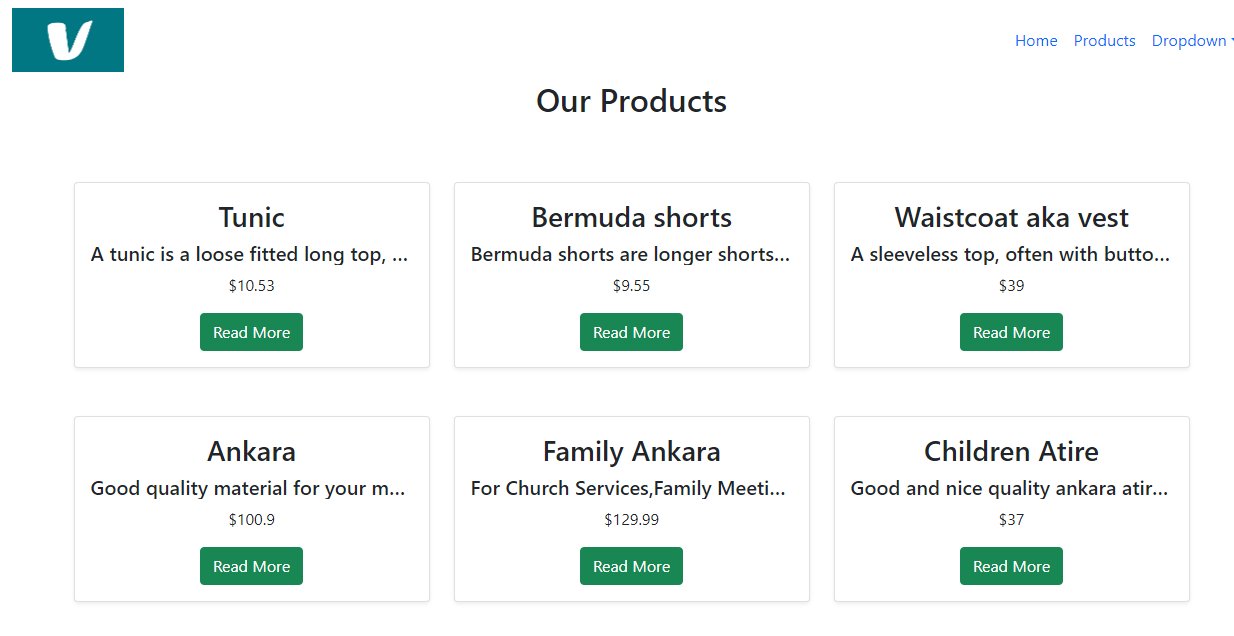 V
Home Products Dropdown
Our Products
Tunic
A tunic is a loose fitted long top, ...
$10.53
Read More
Bermuda shorts
Bermuda shorts are longer shorts...
$9.55
Read More
Waistcoat aka vest
A sleeveless top, often with butto...
$39
Read More
Ankara
Good quality material for your m...
$100.9
Read More
Family Ankara
For Church Services,Family Meeti...
$129.99
Read More
Children Atire
Good and nice quality ankara atir...
$37
Read More